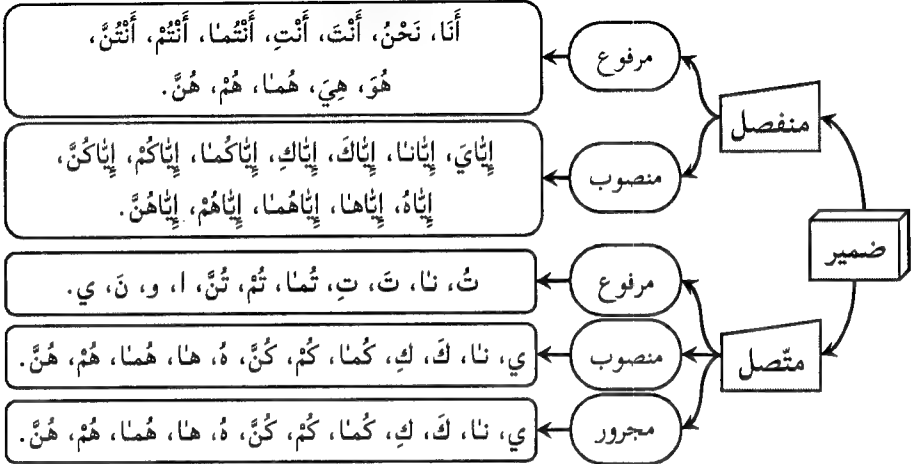 ضمير
منفصل
مرفوع
أَنَا، نَحْنُ، أَنْتَ، أَنْتِ، أَنْتُمٰا، أَنْتُمْ، أَنْتُنَّ،
هُوَ، هِيَ، هُمٰا، هُمْ، هُنَّ.
منصوب
إِيّٰايَ، إِيّٰانٰا، إِيّٰاكَ، إِيّٰاكِ، إِيّٰاكُمٰا، إِيّٰاكُمْ، إِيّٰاكُنَّ،
إِيّٰاهُ، إِيّٰاهٰا، إِيّٰاهُمٰا، إِيّٰاهُمْ، إِيّٰاهُنَّ.
متّصل
مرفوع
تُ، نٰا، تَ، تِ، تُمٰا، تُمْ، تُنَّ، ا، و، نَ، ي.
منصوب
ي، نٰا، كَ، كِ، كُمٰا، كُمْ، كُنَّ، هُ، هٰا، هُمٰا، هُمْ، هُنَّ.
مجرور
ي، نٰا، كَ، كِ، كُمٰا، كُمْ، كُنَّ، هُ، هٰا، هُمٰا، هُمْ، هُنَّ.